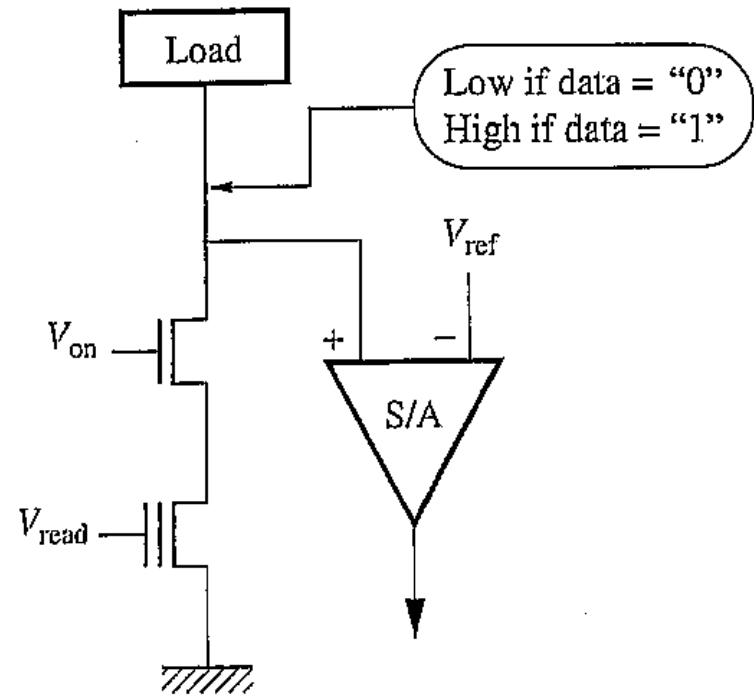 Load
Low if data = “0”
High if data = “1”
V_ref
V_on
+ −
S/A
V_read